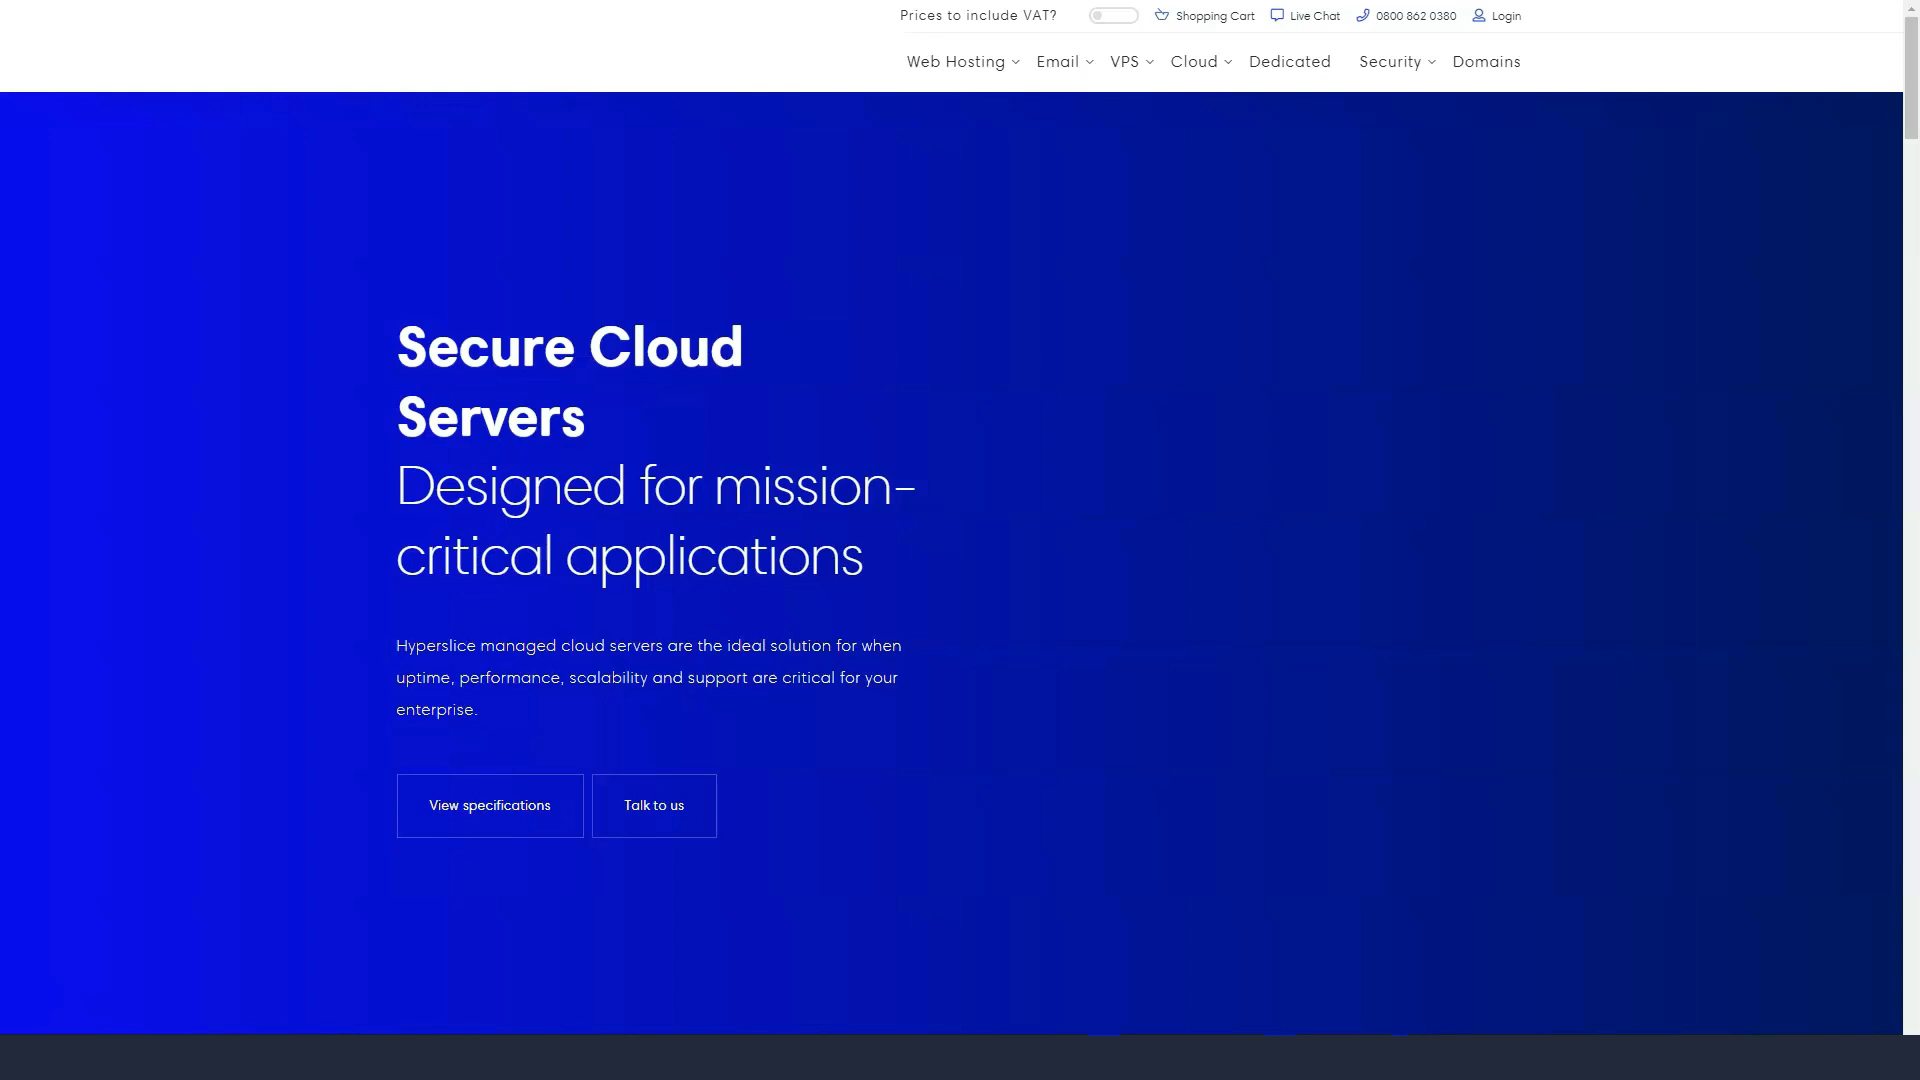 Prices to include VAT?
Shopping Cart
Live Chat
0800 862 0380
Login
Web Hosting
Email
VPS
Cloud
Dedicated
Security
Domains
Secure Cloud
Servers
Designed for mission-
critical applications
Hyperslice managed cloud servers are the ideal solution for when
uptime, performance, scalability and support are critical for your
enterprise.
View specifications
Talk to us